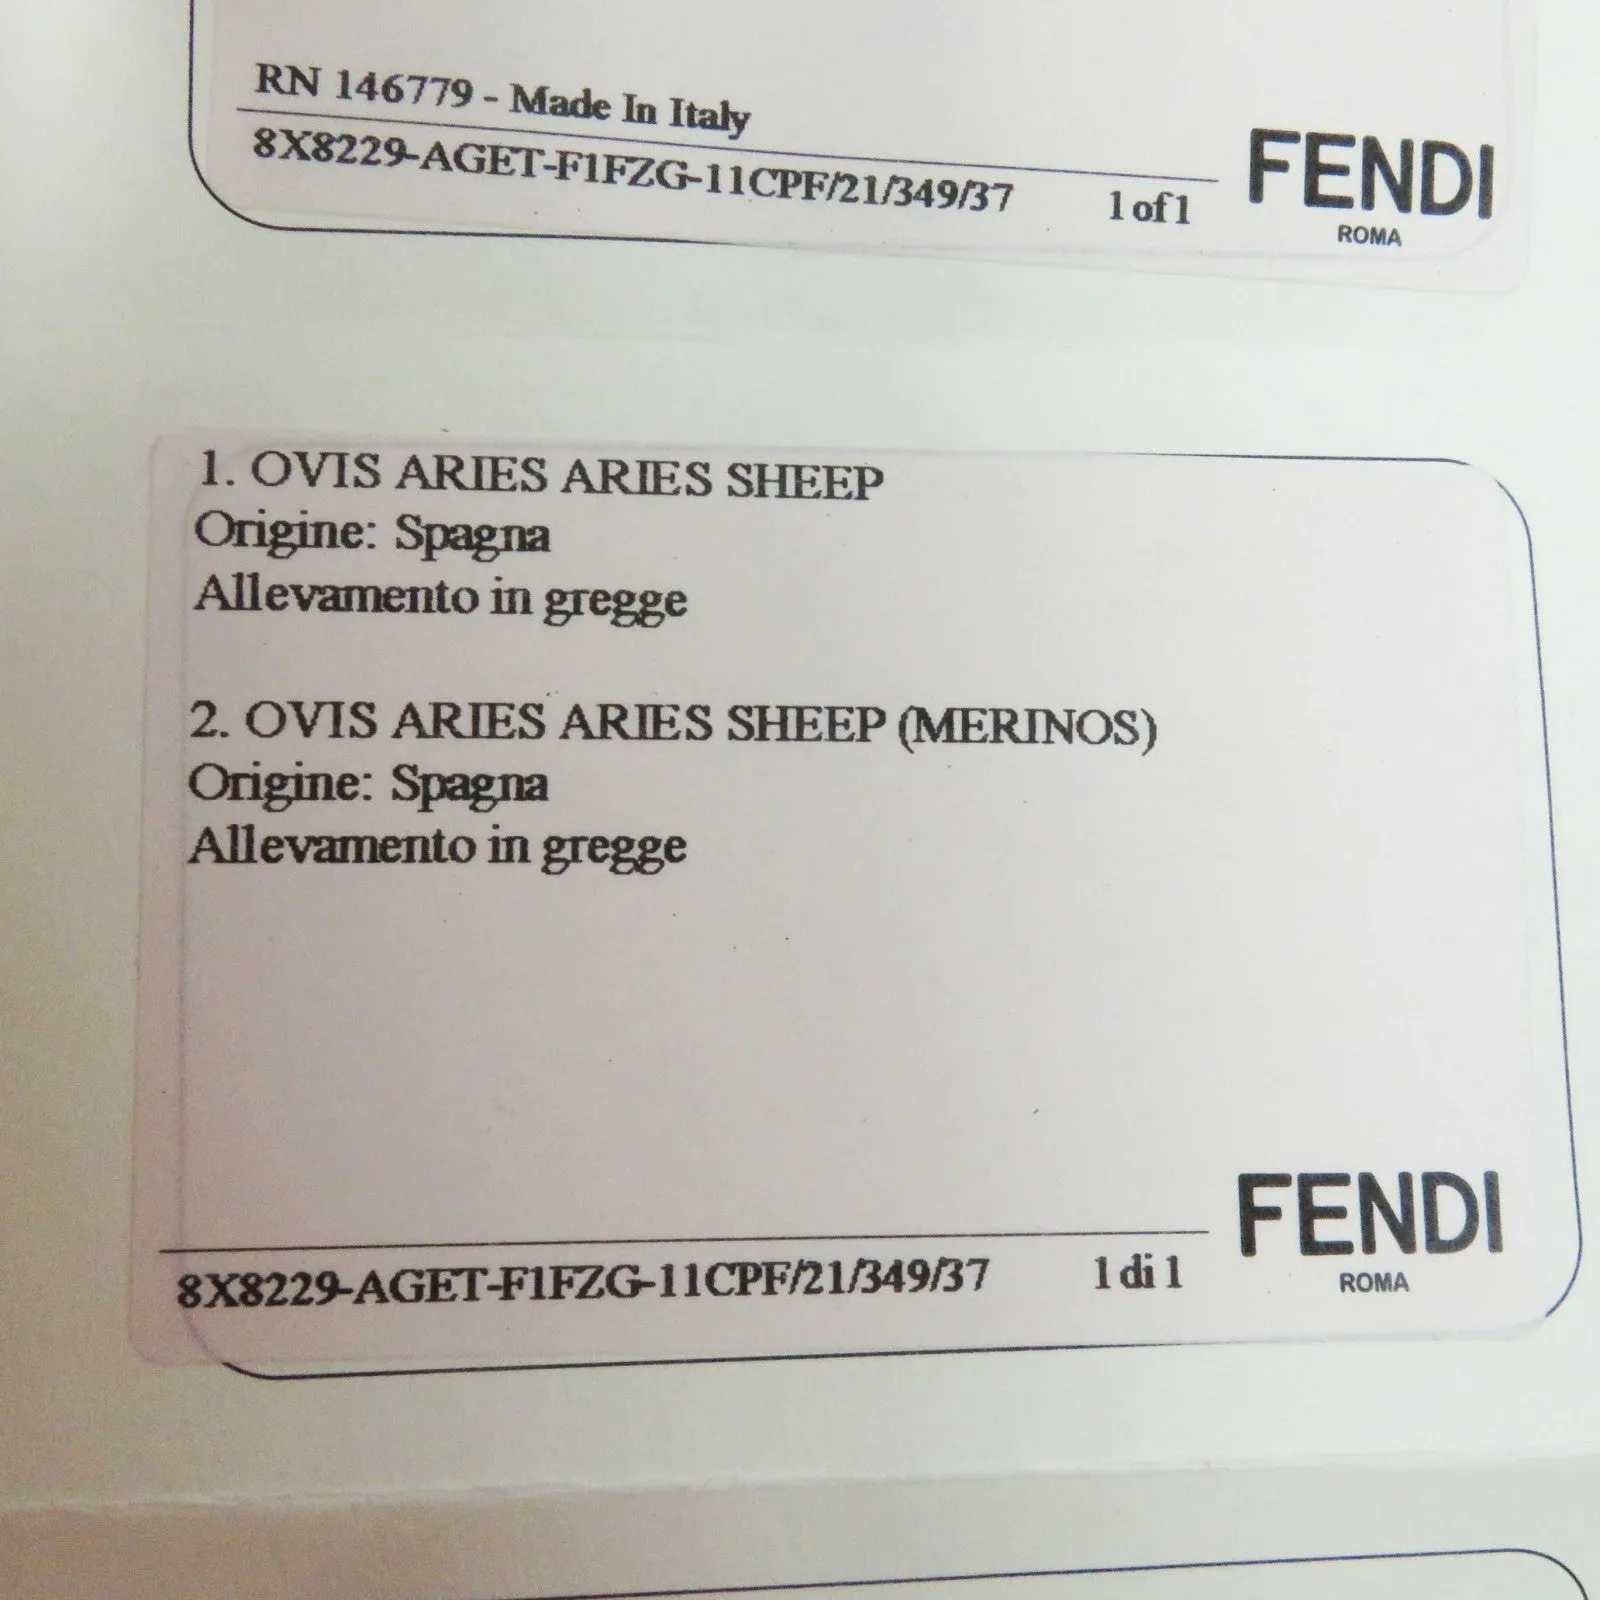 RN 146779 - Made In Italy
8X8229-AGET-F1FZG-11CPF/21/349/37 1 of 1
FENDI
ROMA
1. OVIS ARIES ARIES SHEEP
Origine: Spagna
Allevamento in gregge
2. OVIS ARIES ARIES SHEEP (MERINOS)
Origine: Spagna
Allevamento in gregge
8X8229-AGET-F1FZG-11CPF/21/349/37 1 di 1
FENDI
ROMA